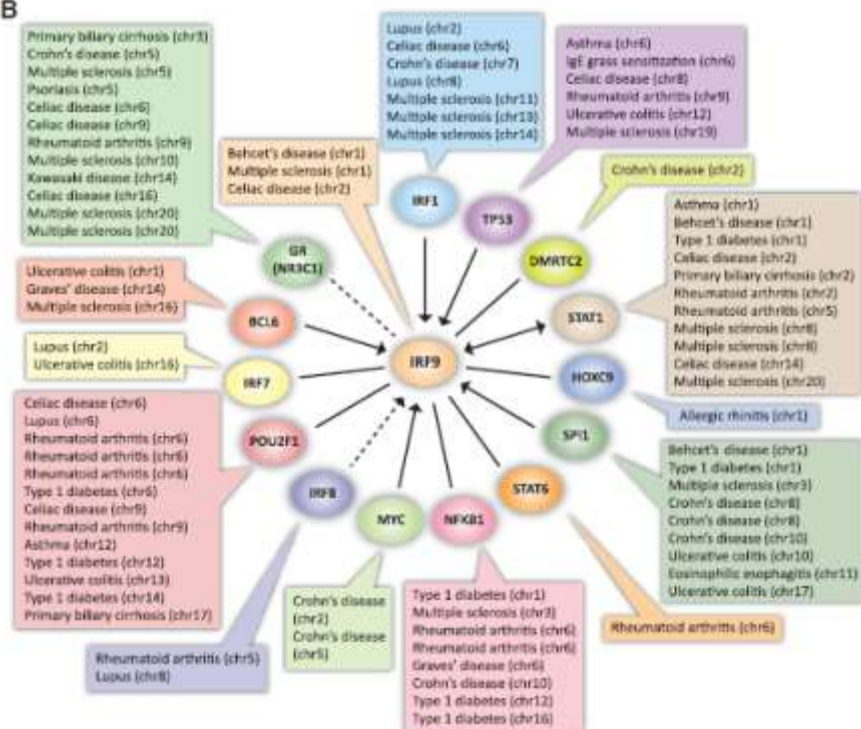 B
Primary biliary cirrhosis (chr3)
Crohn's disease (chr5)
Multiple sclerosis (chr5)
Psoriasis (chr5)
Celiac disease (chr6)
Celiac disease (chr9)
Rheumatoid arthritis (chr9)
Multiple sclerosis (chr10)
Kawasaki disease (chr14)
Celiac disease (chr16)
Multiple sclerosis (chr20)
Multiple sclerosis (chr20)
Behcet's disease (chr1)
Multiple sclerosis (chr1)
Celiac disease (chr2)
Lupus (chr2)
Celiac disease (chr6)
Crohn's disease (chr7)
Lupus (chr8)
Multiple sclerosis (chr11)
Multiple sclerosis (chr13)
Multiple sclerosis (chr14)
Asthma (chr6)
IgE grass sensitization (chr6)
Celiac disease (chr8)
Rheumatoid arthritis (chr9)
Ulcerative colitis (chr12)
Multiple sclerosis (chr19)
Crohn's disease (chr2)
Asthma (chr1)
Behcet's disease (chr1)
Type 1 diabetes (chr1)
Celiac disease (chr2)
Primary biliary cirrhosis (chr2)
Rheumatoid arthritis (chr2)
Rheumatoid arthritis (chr5)
Multiple sclerosis (chr8)
Multiple sclerosis (chr8)
Celiac disease (chr14)
Multiple sclerosis (chr20)
IRF1
TP53
DMRTC2
GR
(NR3C1)
STAT1
BCL6
IRF9
IRF7
HOXC9
POU2F1
SPI1
IRF8
STAT6
MYC
NFKB1
Ulcerative colitis (chr1)
Graves' disease (chr14)
Multiple sclerosis (chr16)
Lupus (chr2)
Ulcerative colitis (chr16)
Celiac disease (chr6)
Lupus (chr6)
Rheumatoid arthritis (chr6)
Rheumatoid arthritis (chr6)
Rheumatoid arthritis (chr6)
Type 1 diabetes (chr6)
Celiac disease (chr9)
Rheumatoid arthritis (chr9)
Asthma (chr12)
Type 1 diabetes (chr12)
Ulcerative colitis (chr13)
Type 1 diabetes (chr14)
Primary biliary cirrhosis (chr17)
Allergic rhinitis (chr1)
Behcet's disease (chr1)
Type 1 diabetes (chr1)
Multiple sclerosis (chr3)
Crohn's disease (chr8)
Crohn's disease (chr8)
Crohn's disease (chr10)
Ulcerative colitis (chr10)
Eosinophilic esophagitis (chr11)
Ulcerative colitis (chr17)
Rheumatoid arthritis (chr5)
Lupus (chr8)
Crohn's disease
(chr2)
Crohn's disease
(chr5)
Type 1 diabetes (chr1)
Multiple sclerosis (chr3)
Rheumatoid arthritis (chr6)
Rheumatoid arthritis (chr6)
Graves' disease (chr6)
Crohn's disease (chr10)
Type 1 diabetes (chr12)
Type 1 diabetes (chr16)
Rheumatoid arthritis (chr6)